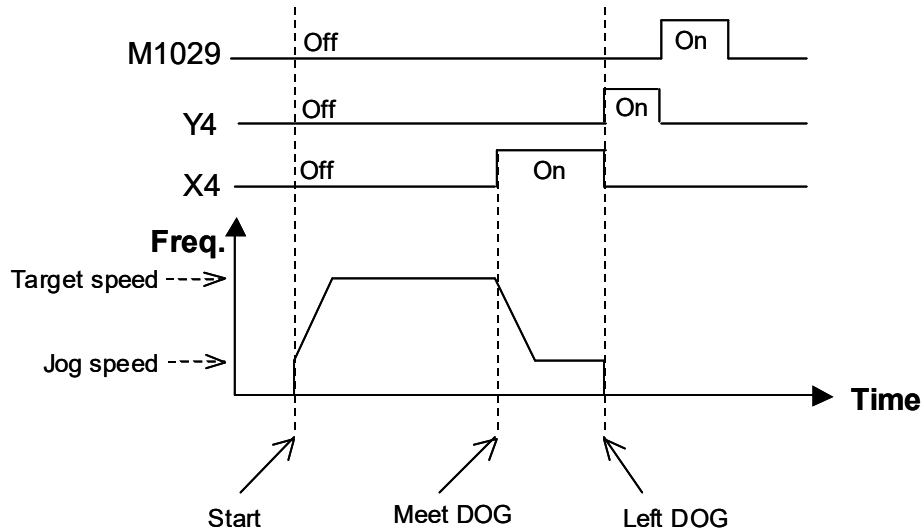 M1029
Off
On
Y4
Off
On
X4
Off
On
Freq.
Target speed
Jog speed
Time
Start
Meet DOG
Left DOG